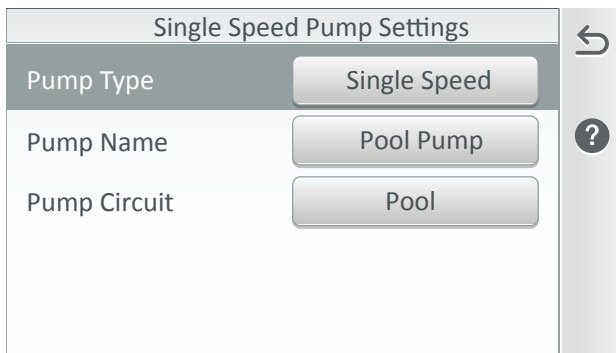 Single Speed Pump Settings
Pump Type Single Speed
Pump Name Pool Pump
Pump Circuit Pool
?